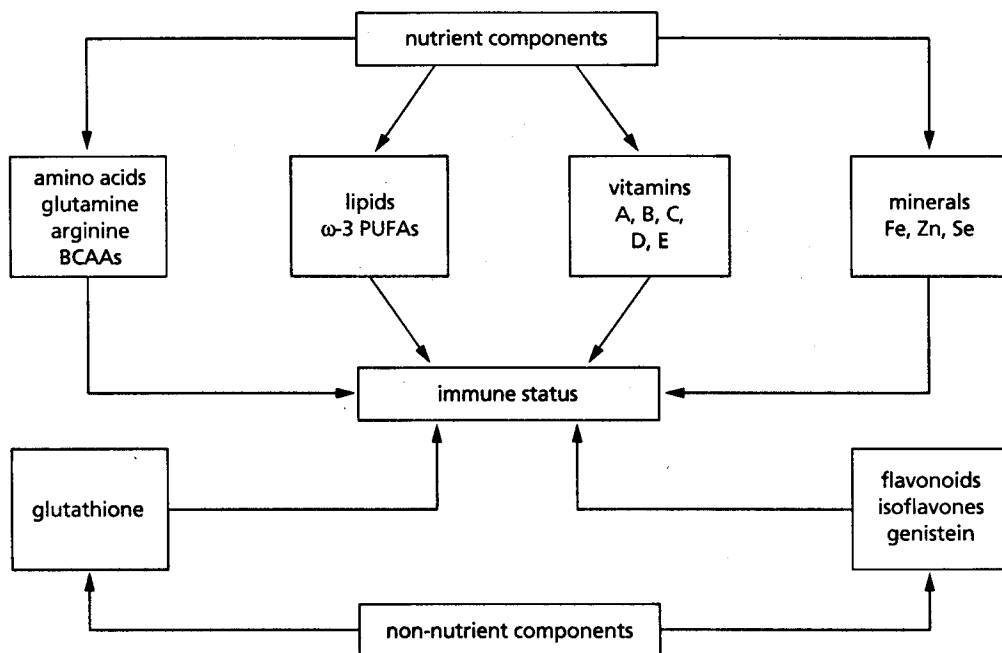 nutrient components
amino acids
glutamine
arginine
BCAAs
lipids
ω-3 PUFAs
vitamins
A, B, C,
D, E
minerals
Fe, Zn, Se
immune status
glutathione
flavonoids
isoflavones
genistein
non-nutrient components